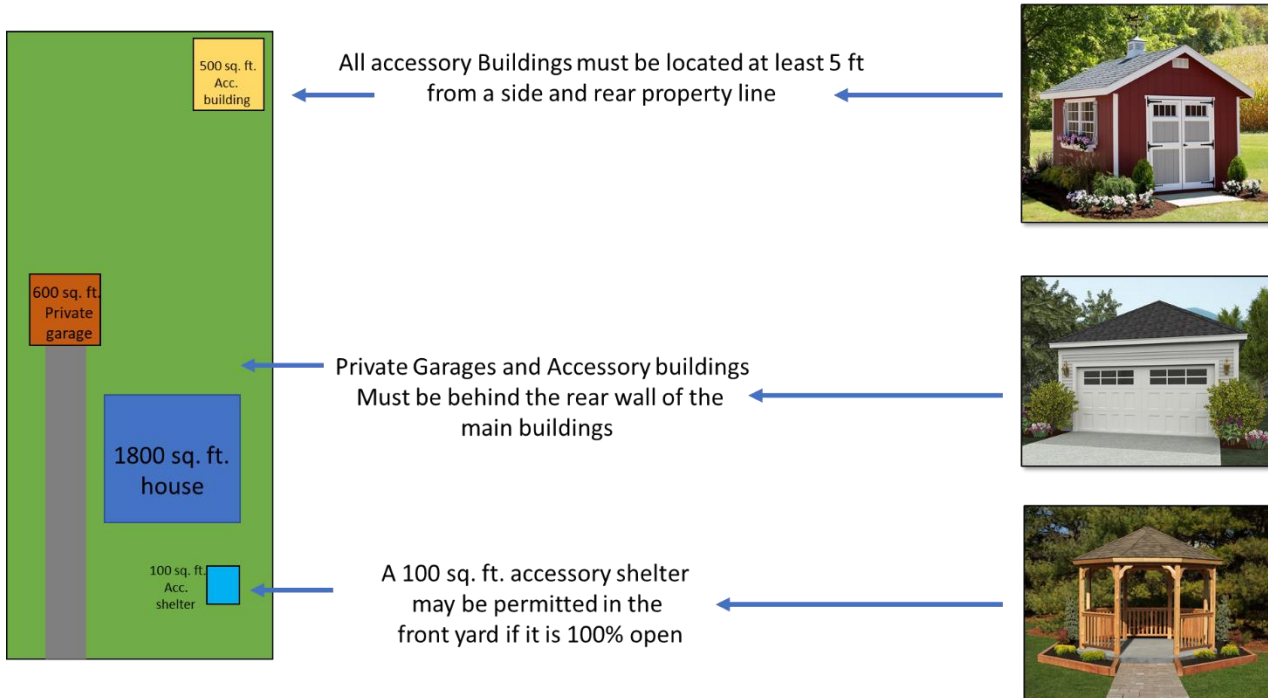 500 sq. ft.
Acc.
building
All accessory Buildings must be located at least 5 ft
from a side and rear property line
600 sq. ft.
Private
garage
Private Garages and Accessory buildings
Must be behind the rear wall of the
main buildings
1800 sq. ft.
house
100 sq. ft.
Acc.
shelter
A 100 sq. ft. accessory shelter
may be permitted in the
front yard if it is 100% open